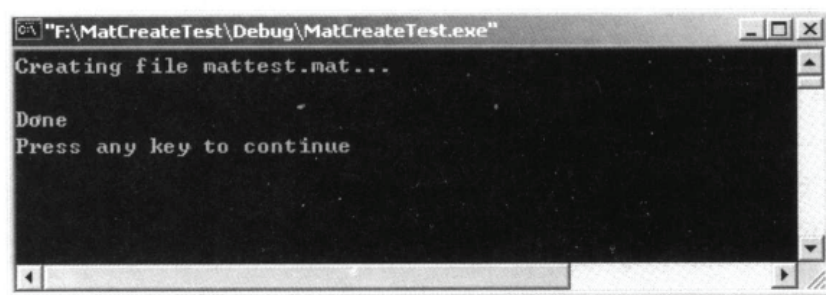 "F:\MatCreateTest\Debug\MatCreateTest.exe"
Creating file mattest.mat...
Done
Press any key to continue